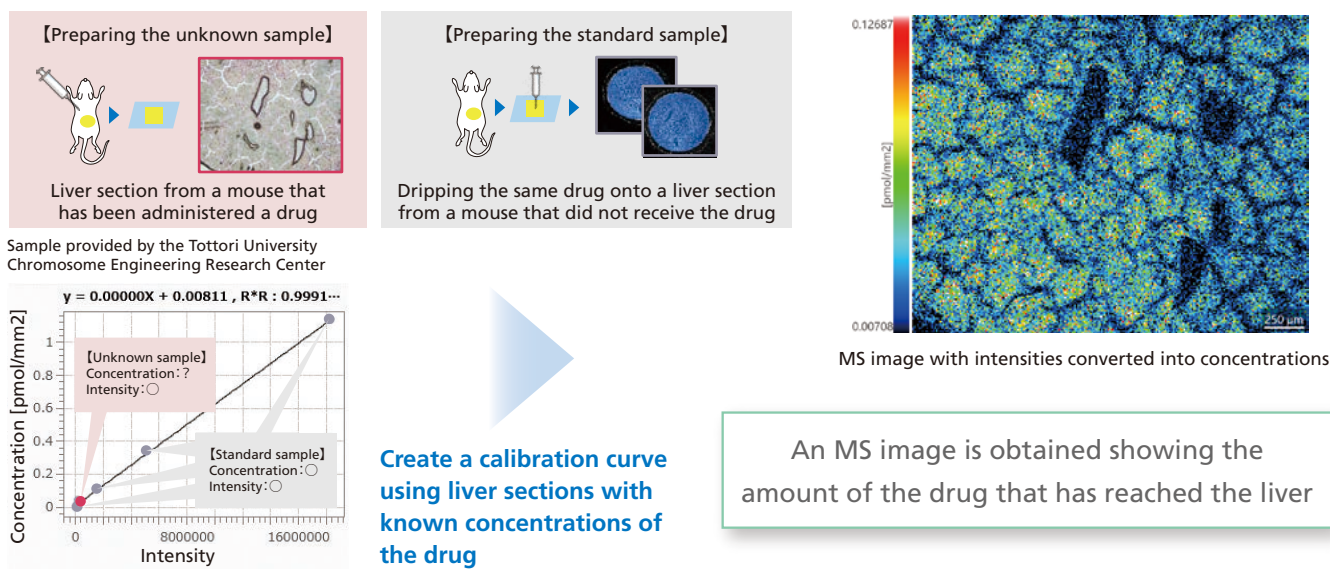 【Preparing the unknown sample】
Liver section from a mouse that
has been administered a drug
Sample provided by the Tottori University
Chromosome Engineering Research Center
【Preparing the standard sample】
Dripping the same drug onto a liver section
from a mouse that did not receive the drug
0.12687
[pmol/mm2]
0.00708
250 µm
MS image with intensities converted into concentrations
y = 0.00000X + 0.00811 , R*R : 0.9991···
Concentration [pmol/mm2]
1
0.8
0.6
0.4
0.2
0
【Unknown sample】
Concentration:?
Intensity:○
【Standard sample】
Concentration:○
Intensity:○
0
8000000
16000000
Intensity
Create a calibration curve
using liver sections with
known concentrations of
the drug
An MS image is obtained showing the
amount of the drug that has reached the liver